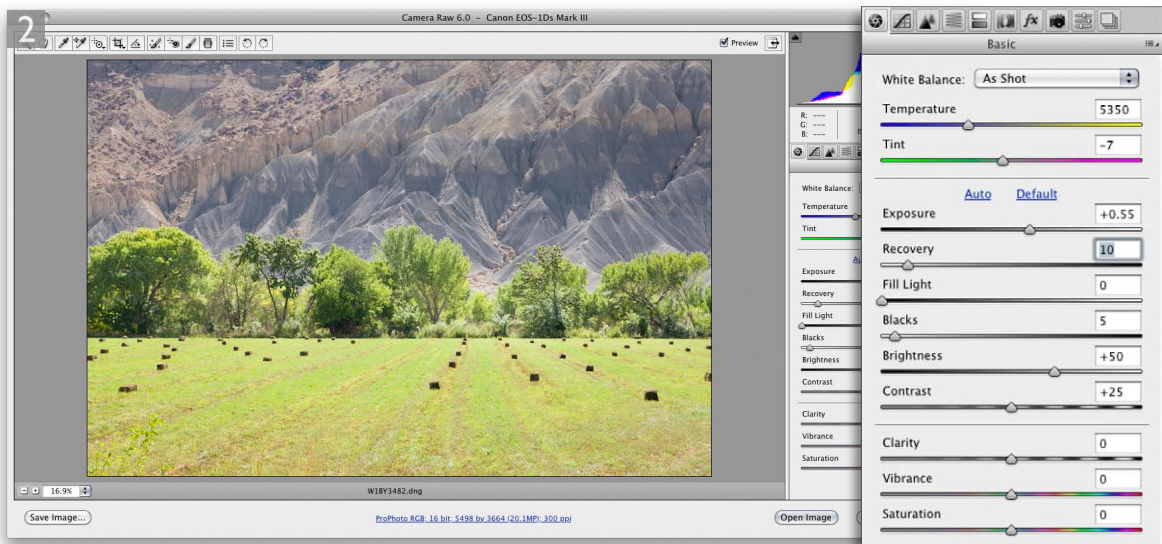 2
Camera Raw 6.0 - Canon EOS-1Ds Mark III
Preview
R: ---
G: ---
B: ---
White Balance:
Temperature
Tint
Exposure
Recovery
Fill Light
Blacks
Brightness
Contrast
Clarity
Vibrance
Saturation
16.9%
W1BY3482.dng
Save Image...
ProPhoto RGB; 16 bit; 5498 by 3664 (20.1MP); 300 ppi
Open Image
fx
Basic
White Balance: As Shot
Temperature 5350
Tint -7
Auto Default
Exposure +0.55
Recovery 10
Fill Light 0
Blacks 5
Brightness +50
Contrast +25
Clarity 0
Vibrance 0
Saturation 0